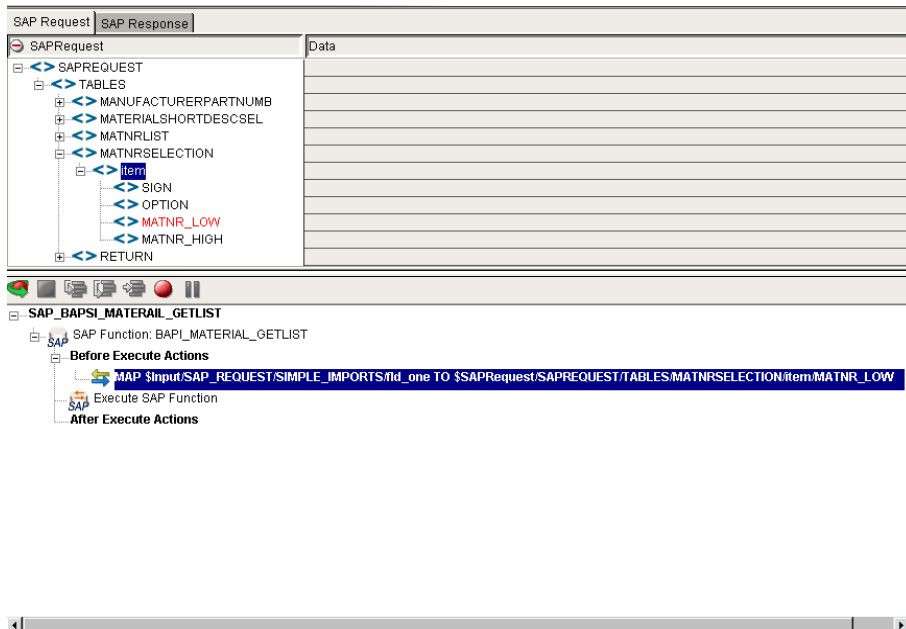 SAP Request SAP Response
SAPRequest Data
SAPREQUEST
TABLES
MANUFACTURERPARTNUMB
MATERIALSHORTDESCSEL
MATNRLIST
MATNRSELECTION
item
SIGN
OPTION
MATNR_LOW
MATNR_HIGH
RETURN
SAP_BAPSI_MATERAIL_GETLIST
SAP SAP Function: BAPI_MATERIAL_GETLIST
Before Execute Actions
MAP $Input/SAP_REQUEST/SIMPLE_IMPORTS/fld_one TO $SAPRequest/SAPREQUEST/TABLES/MATNRSELECTION/item/MATNR_LOW
SAP Execute SAP Function
After Execute Actions